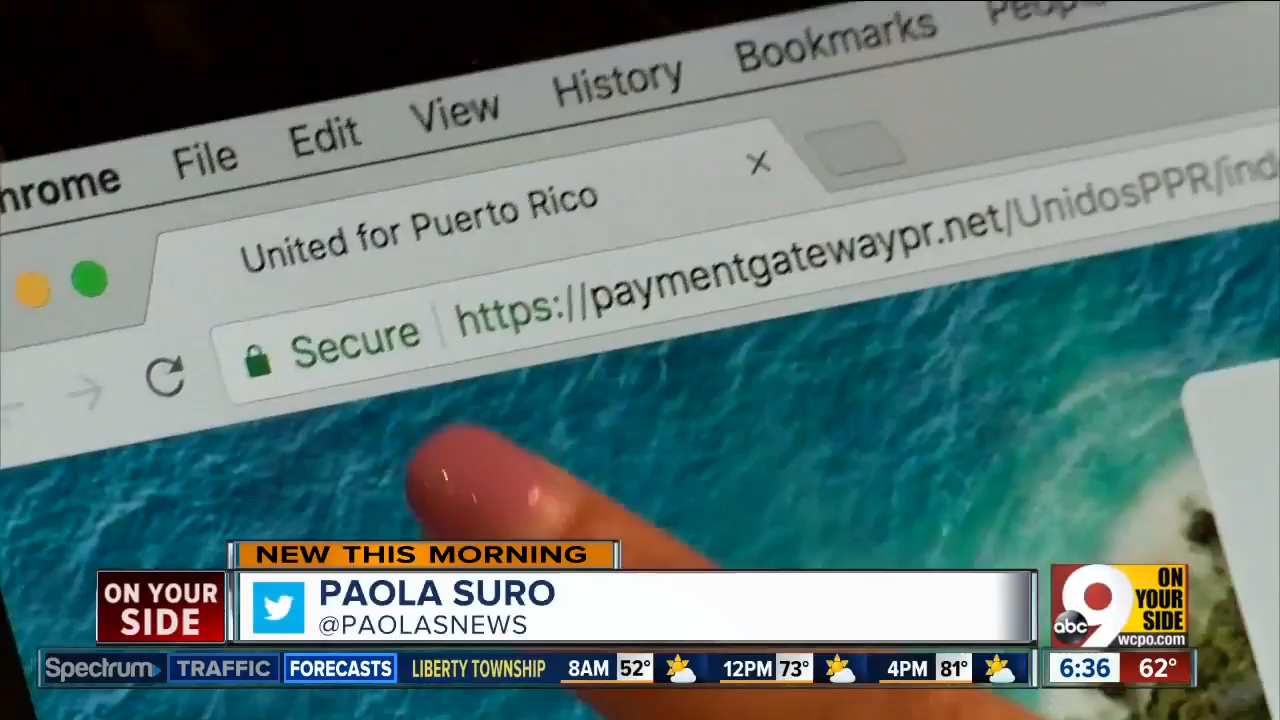 hrome File Edit View History Bookmarks
United for Puerto Rico
Secure https://paymentgatewaypr.net/UnidosPPR/ind
NEW THIS MORNING
ON YOUR SIDE
PAOLA SURO
@PAOLASNEWS
abc 9 ON YOUR SIDE
wcpo.com
Spectrum TRAFFIC FORECASTS LIBERTY TOWNSHIP 8AM 52° 12PM 73° 4PM 81° 6:36 62°